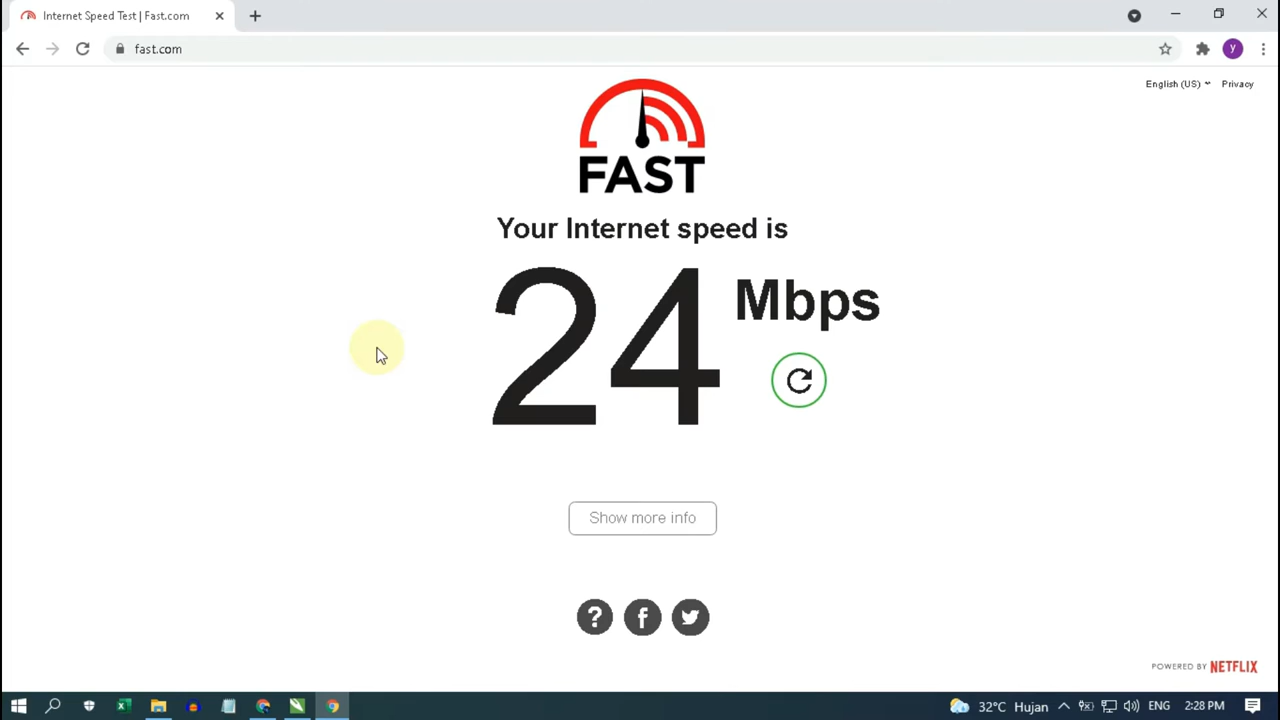 Internet Speed Test | Fast.com
fast.com
English (US)
Privacy
FAST
Your Internet speed is
24
Mbps
Show more info
?
f
POWERED BY NETFLIX
32°C Hujan
ENG
2:28 PM